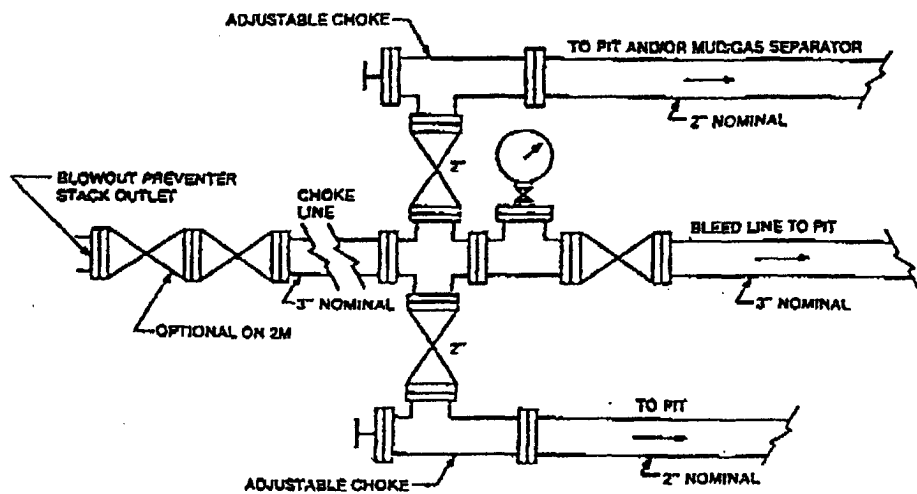 ADJUSTABLE CHOKE
TO PIT AND/OR MUD/GAS SEPARATOR
2" NOMINAL
2"
BLOWOUT PREVENTER
STACK OUTLET
CHOKE
LINE
BLEED LINE TO PIT
3" NOMINAL
3" NOMINAL
OPTIONAL ON 2M
2"
TO PIT
ADJUSTABLE CHOKE
2" NOMINAL